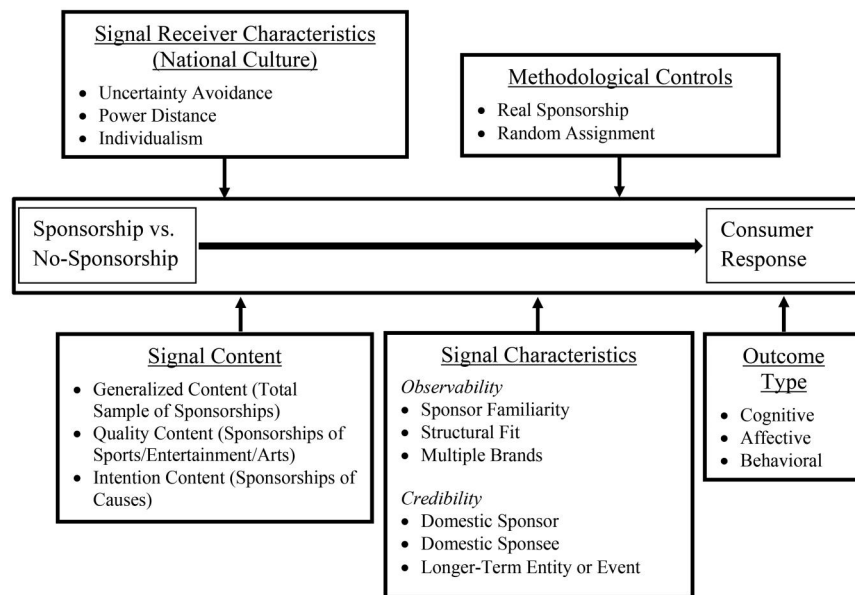 Signal Receiver Characteristics
(National Culture)
• Uncertainty Avoidance
• Power Distance
• Individualism
Methodological Controls
• Real Sponsorship
• Random Assignment
Sponsorship vs.
No-Sponsorship
Consumer
Response
Signal Content
• Generalized Content (Total
Sample of Sponsorships)
• Quality Content (Sponsorships of
Sports/Entertainment/Arts)
• Intention Content (Sponsorships of
Causes)
Signal Characteristics
Observability
• Sponsor Familiarity
• Structural Fit
• Multiple Brands
Credibility
• Domestic Sponsor
• Domestic Sponsee
• Longer-Term Entity or Event
Outcome
Type
• Cognitive
• Affective
• Behavioral